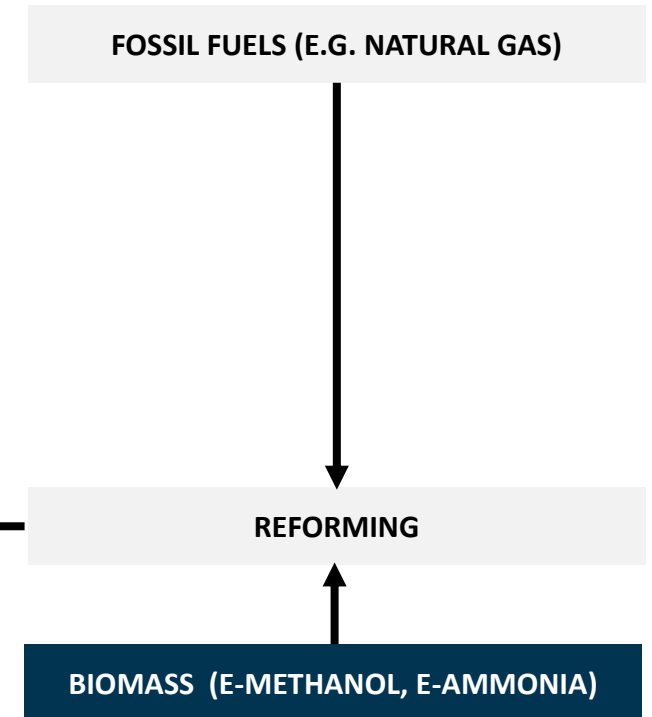 FOSSIL FUELS (E.G. NATURAL GAS)
REFORMING
BIOMASS (E-METHANOL, E-AMMONIA)